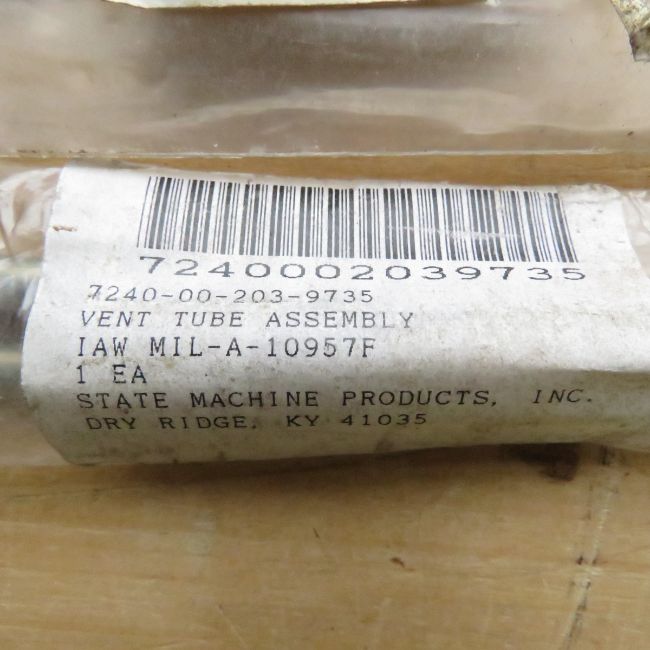 7240002039735
7240-00-203-9735
VENT TUBE ASSEMBLY
IAW MIL-A-10957F
1 EA
STATE MACHINE PRODUCTS, INC.
DRY RIDGE, KY 41035